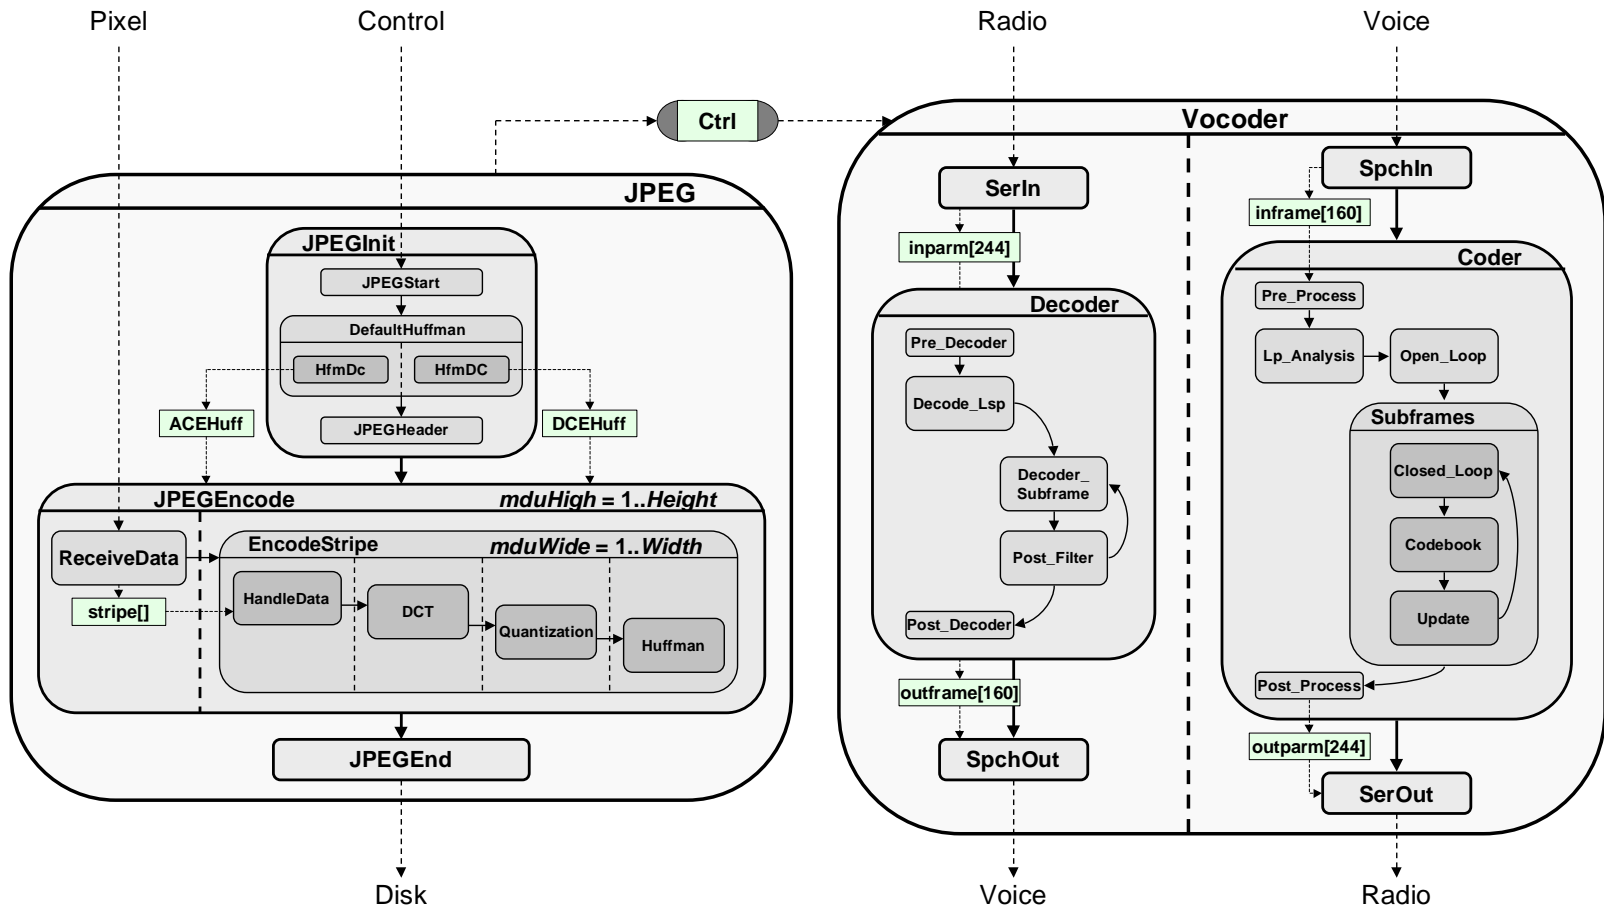 Pixel
Control
Radio
Voice
Ctrl
Vocoder
JPEG
JPEGInit
JPEGStart
DefaultHuffman
HfmDc
HfmDC
ACEHuff
DCEHuff
JPEGHeader
JPEGEncode
mduHigh = 1..Height
ReceiveData
stripe[]
EncodeStripe
mduWide = 1..Width
HandleData
DCT
Quantization
Huffman
JPEGEnd
Disk
SerIn
inparm[244]
Decoder
Pre_Decoder
Decode_Lsp
Decoder_
Subframe
Post_Filter
Post_Decoder
outframe[160]
SpchOut
Voice
SpchIn
inframe[160]
Coder
Pre_Process
Lp_Analysis
Open_Loop
Subframes
Closed_Loop
Codebook
Update
Post_Process
outparm[244]
SerOut
Radio